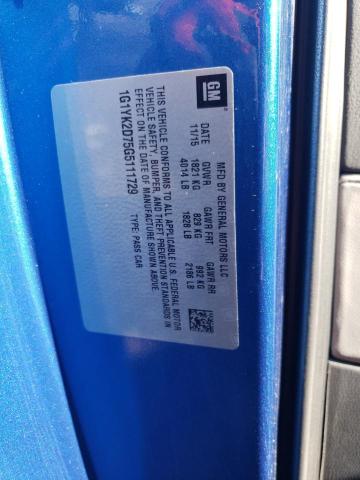 GM
MFD BY GENERAL MOTORS LLC
DATE GVWR GAWR FRT GAWR RR
11/15 1821 KG 829 KG 992 KG
4014 LB 1828 LB 2186 LB
THIS VEHICLE CONFORMS TO ALL APPLICABLE U.S. FEDERAL MOTOR
VEHICLE SAFETY, BUMPER, AND THEFT PREVENTION STANDARDS IN
EFFECT ON THE DATE OF MANUFACTURE SHOWN ABOVE.
1G1YK2D75G5111729 TYPE: PASS CAR